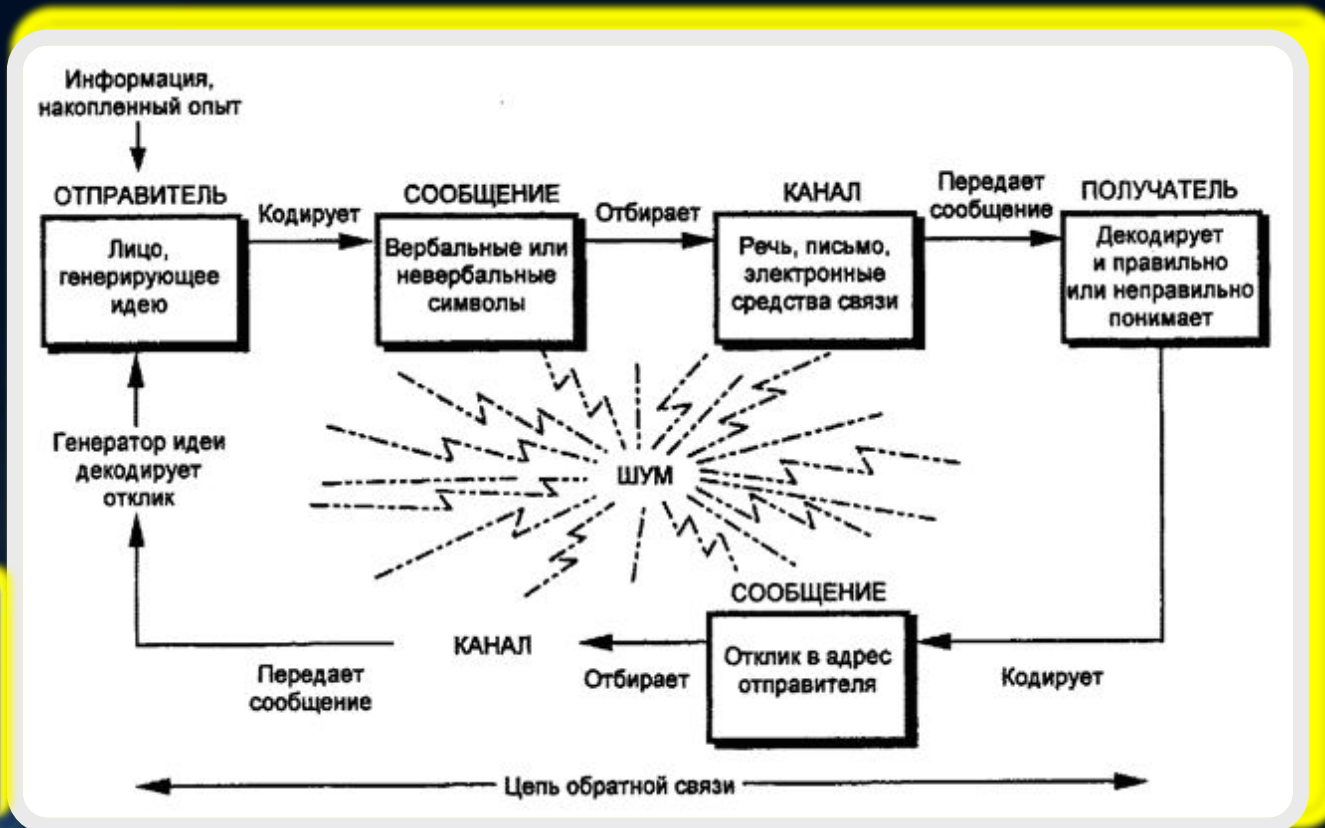 Информация,
накопленный опыт
ОТПРАВИТЕЛЬ
Лицо,
генерирующее
идею
Кодирует
СООБЩЕНИЕ
Вербальные или
невербальные
символы
Отбирает
КАНАЛ
Речь, письмо,
электронные
средства связи
Передает
сообщение
ПОЛУЧАТЕЛЬ
Декодирует
и правильно
или неправильно
понимает
Генератор идеи
декодирует
отклик
ШУМ
СООБЩЕНИЕ
Отклик в адрес
отправителя
Кодирует
Отбирает
КАНАЛ
Передает
сообщение
Цепь обратной связи